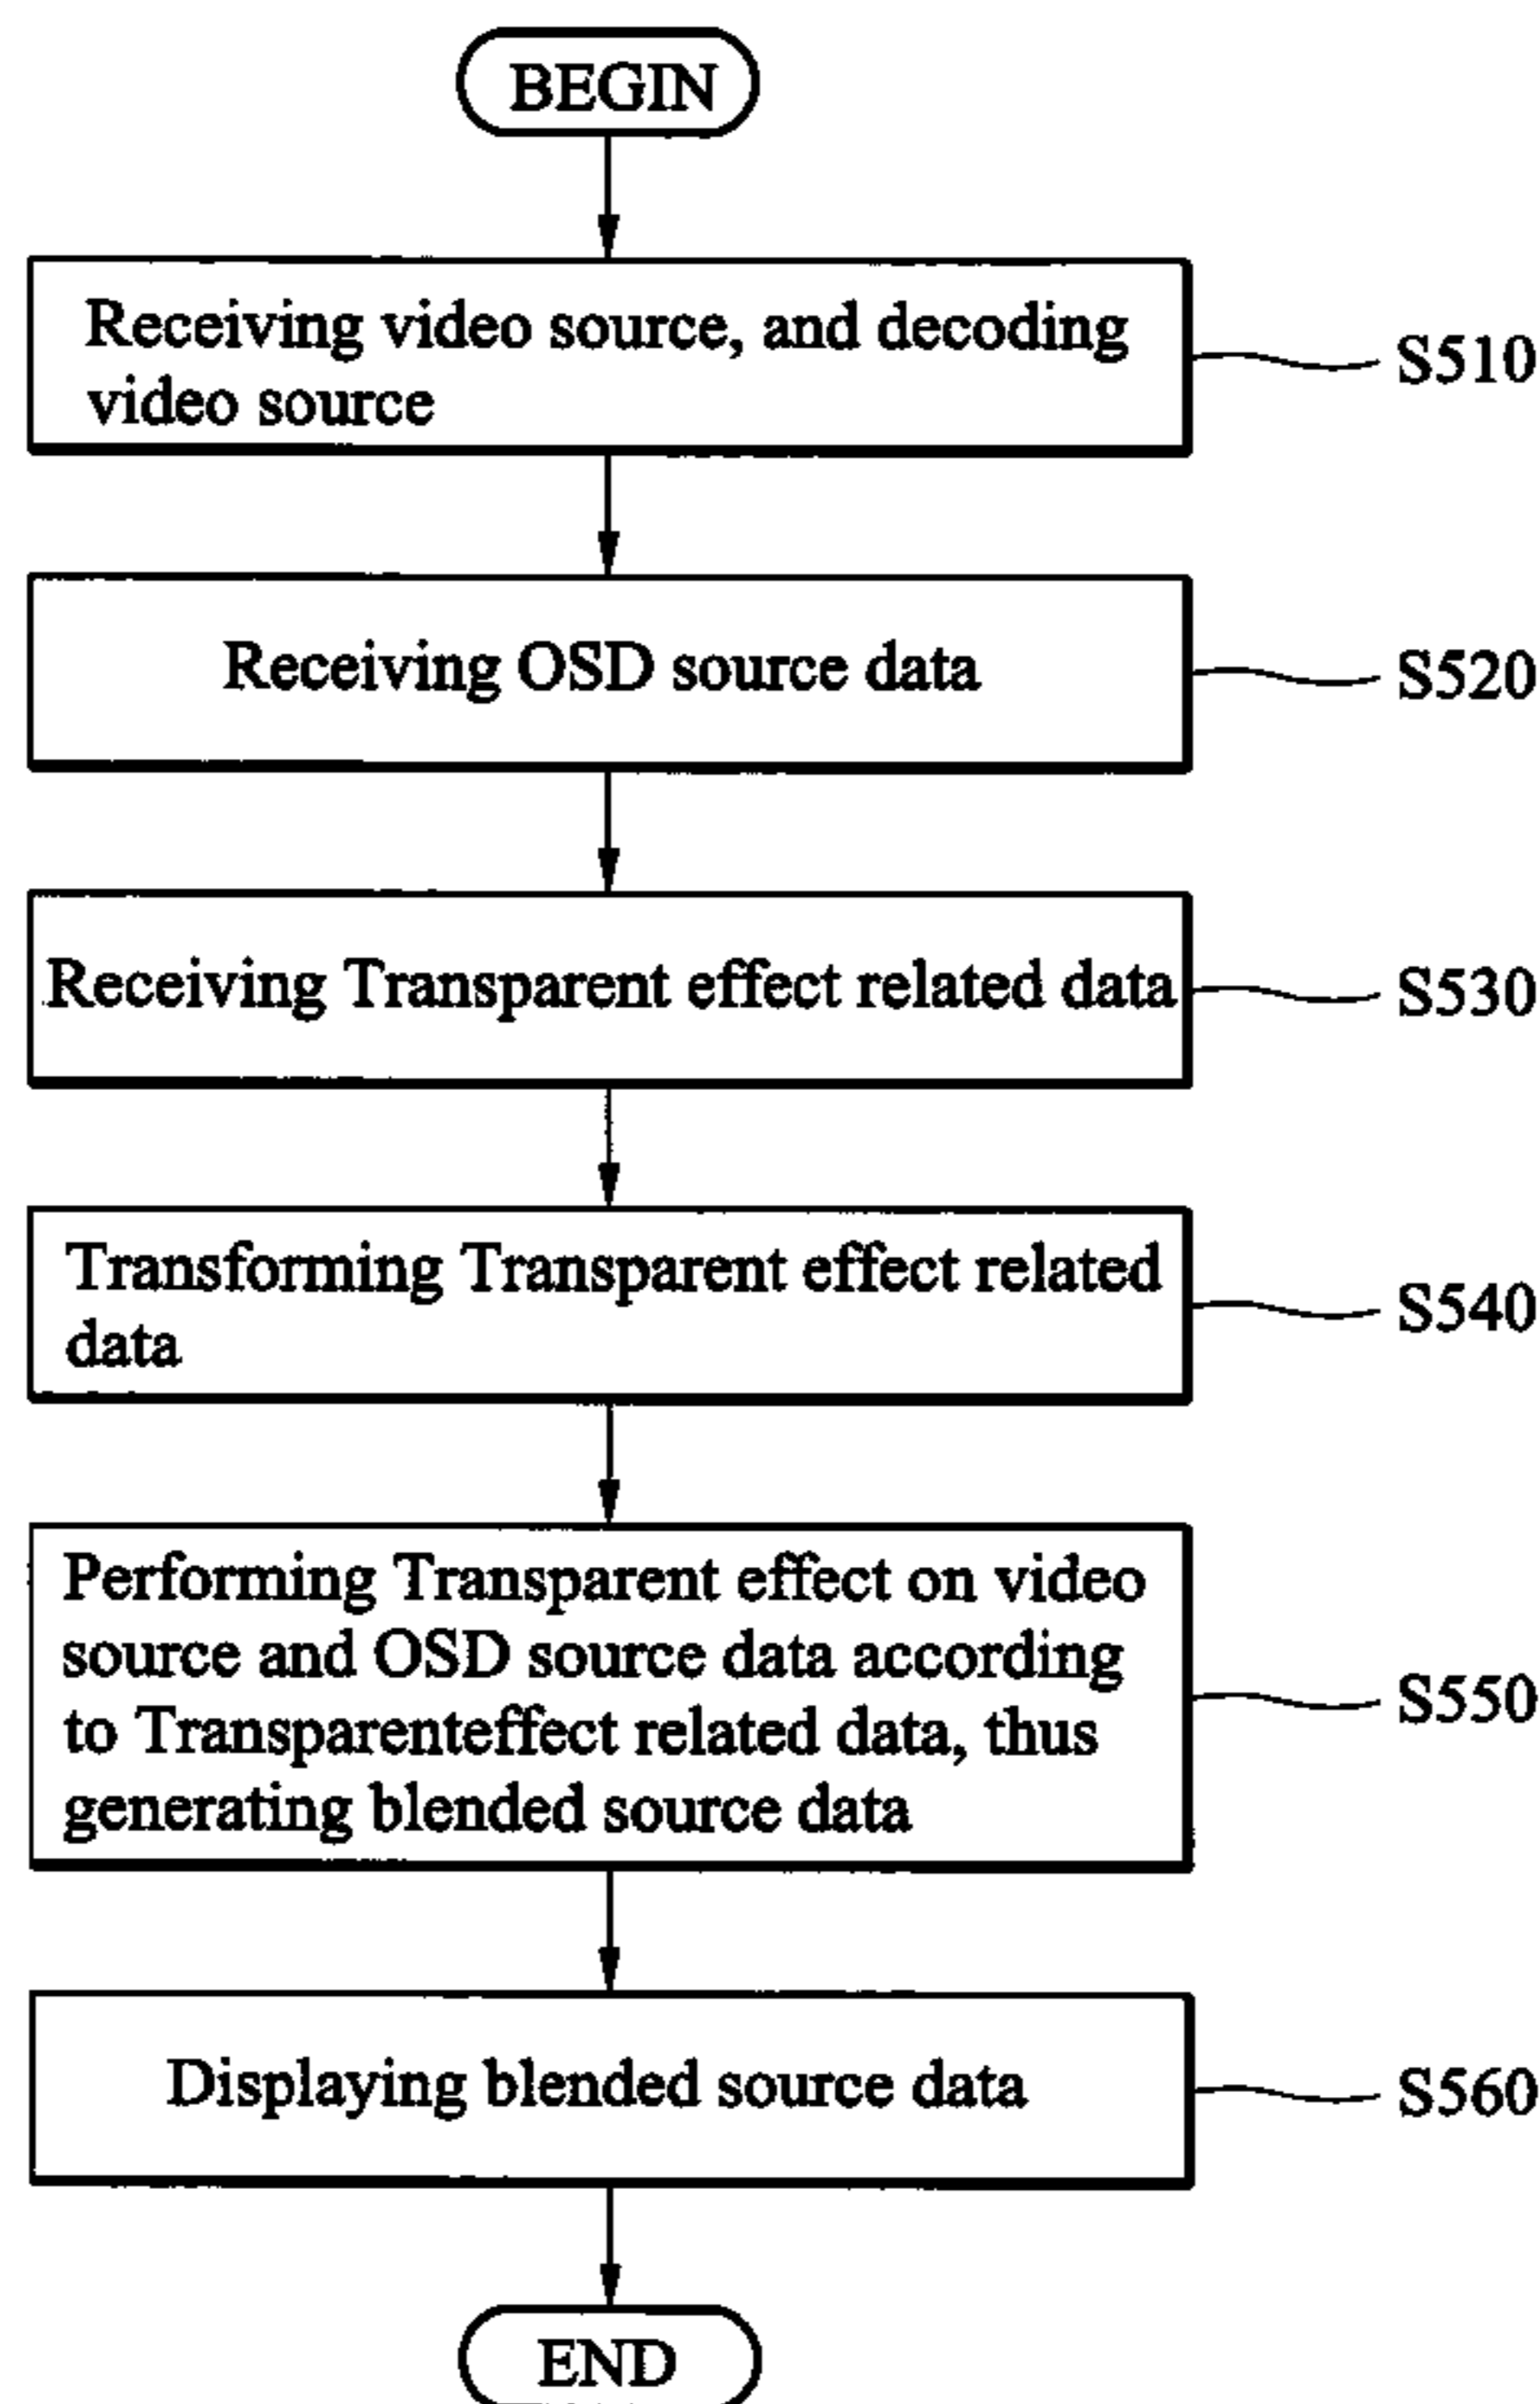 BEGIN
Receiving video source, and decoding
video source
S510
Receiving OSD source data
S520
Receiving Transparent effect related data
S530
Transforming Transparent effect related
data
S540
Performing Transparent effect on video
source and OSD source data according
to Transparenteffect related data, thus
generating blended source data
S550
Displaying blended source data
S560
END